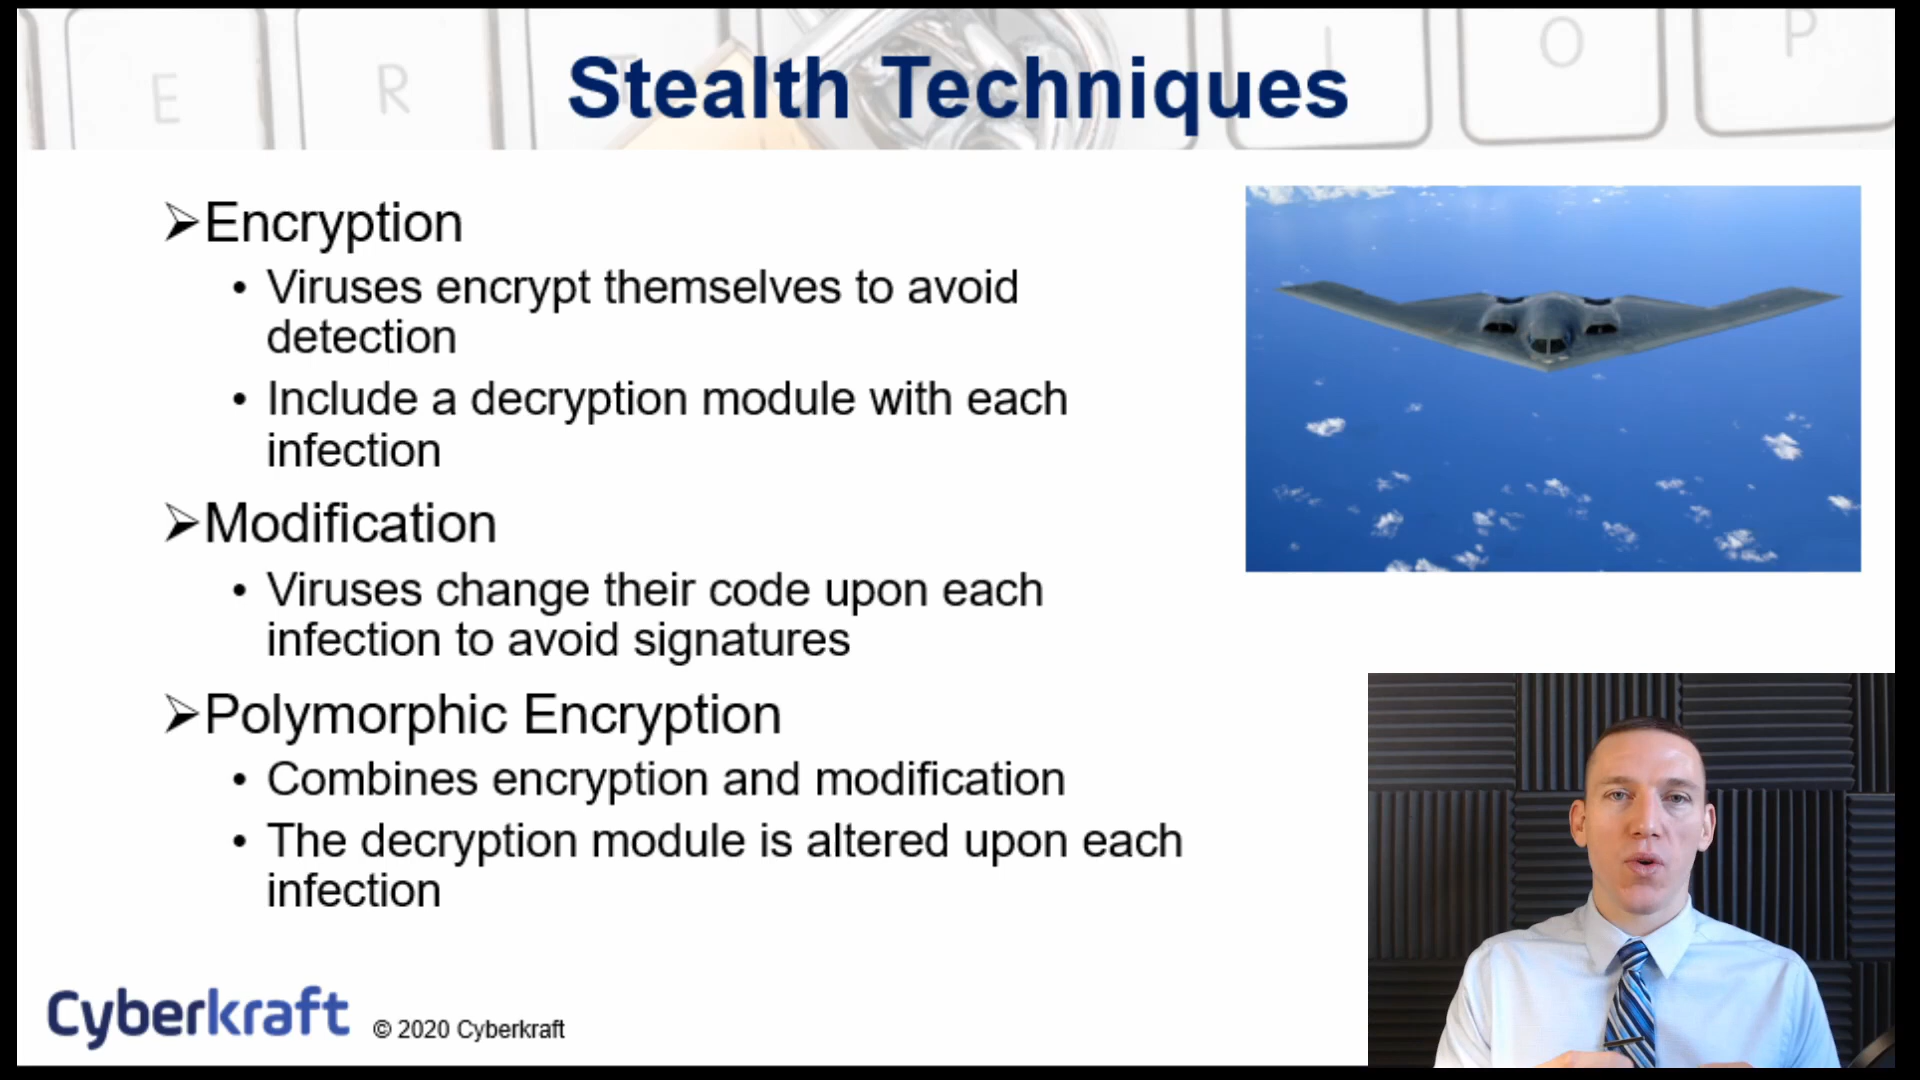 E R T I O P
Stealth Techniques
➢Encryption
• Viruses encrypt themselves to avoid
detection
• Include a decryption module with each
infection
➢Modification
• Viruses change their code upon each
infection to avoid signatures
➢Polymorphic Encryption
• Combines encryption and modification
• The decryption module is altered upon each
infection
Cyberkraft © 2020 Cyberkraft